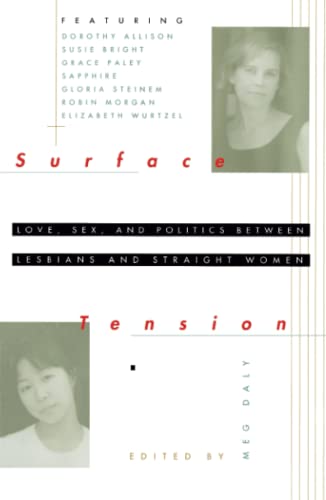 FEATURING
DOROTHY ALLISON
SUSIE BRIGHT
GRACE PALEY
SAPPHIRE
GLORIA STEINEM
ROBIN MORGAN
ELIZABETH WURTZEL
Surface
LOVE, SEX, AND POLITICS BETWEEN
LESBIANS AND STRAIGHT WOMEN
Tension
EDITED BY
MEG DALY